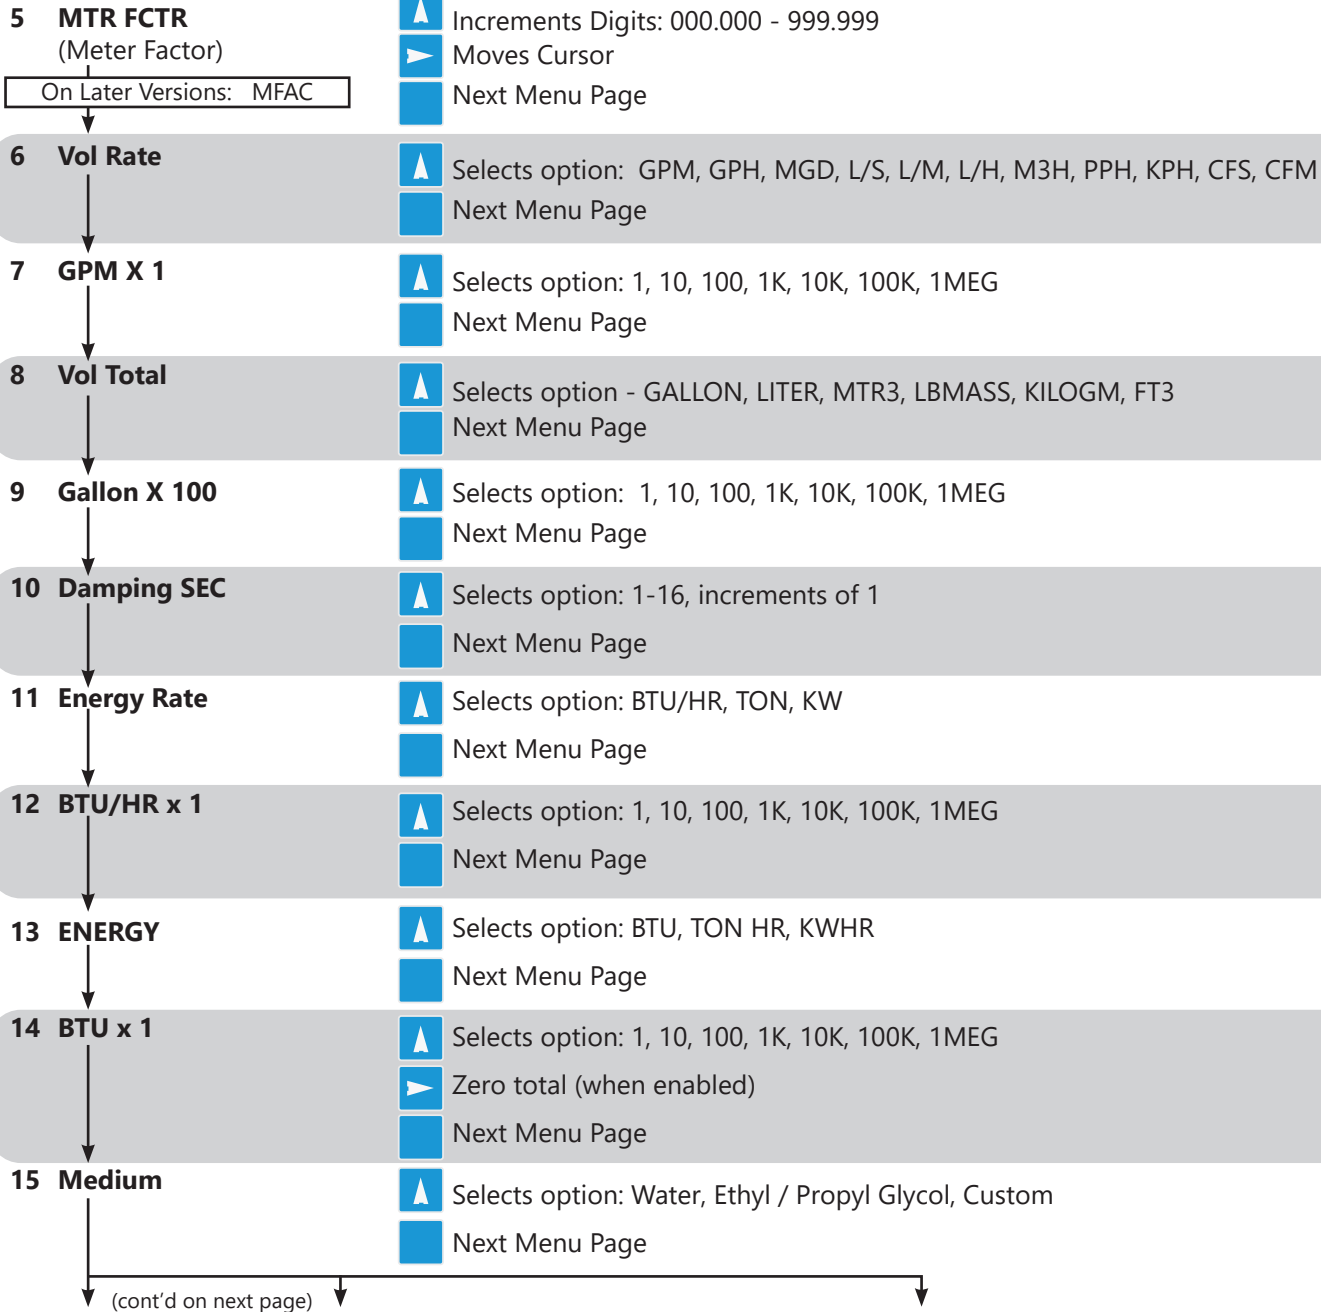 5 MTR FCTR
Increments Digits: 000.000 - 999.999
(Meter Factor)
Moves Cursor
On Later Versions: MFAC
Next Menu Page
6 Vol Rate
Selects option: GPM, GPH, MGD, L/S, L/M, L/H, M3H, PPH, KPH, CFS, CFM
Next Menu Page
7 GPM X 1
Selects option: 1, 10, 100, 1K, 10K, 100K, 1MEG
Next Menu Page
8 Vol Total
Selects option - GALLON, LITER, MTR3, LBMASS, KILOGM, FT3
Next Menu Page
9 Gallon X 100
Selects option: 1, 10, 100, 1K, 10K, 100K, 1MEG
Next Menu Page
10 Damping SEC
Selects option: 1-16, increments of 1
Next Menu Page
11 Energy Rate
Selects option: BTU/HR, TON, KW
Next Menu Page
12 BTU/HR x 1
Selects option: 1, 10, 100, 1K, 10K, 100K, 1MEG
Next Menu Page
13 ENERGY
Selects option: BTU, TON HR, KWHR
Next Menu Page
14 BTU x 1
Selects option: 1, 10, 100, 1K, 10K, 100K, 1MEG
Zero total (when enabled)
Next Menu Page
15 Medium
Selects option: Water, Ethyl / Propyl Glycol, Custom
Next Menu Page
(cont'd on next page)